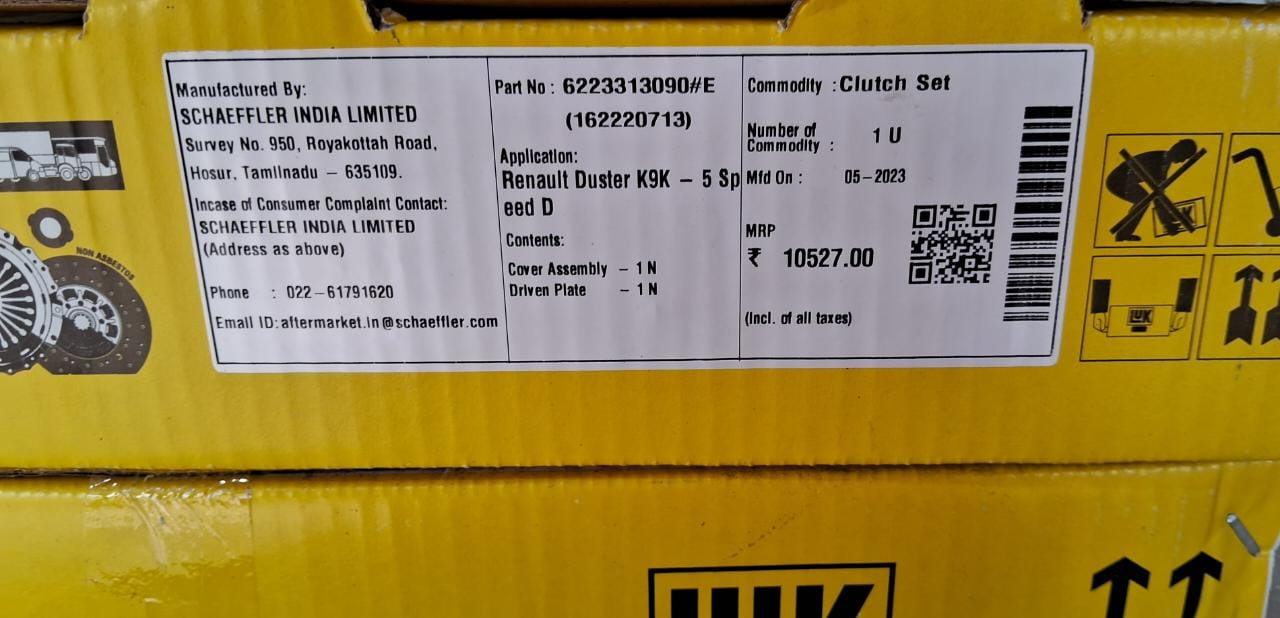 Manufactured By:
SCHAEFFLER INDIA LIMITED
Survey No. 950, Royakottah Road,
Hosur, Tamilnadu – 635109.
Incase of Consumer Complaint Contact:
SCHAEFFLER INDIA LIMITED
(Address as above)
Phone : 022–61791620
Email ID:aftermarket.in@schaeffler.com
Part No : 6223313090#E
(162220713)
Application:
Renault Duster K9K – 5 Sp
eed D
Contents:
Cover Assembly – 1 N
Driven Plate – 1 N
Commodity : Clutch Set
Number of
Commodity : 1 U
Mfd On : 05–2023
MRP
₹ 10527.00
(Incl. of all taxes)
NON ASBESTOS
LUK
LUK
LUK